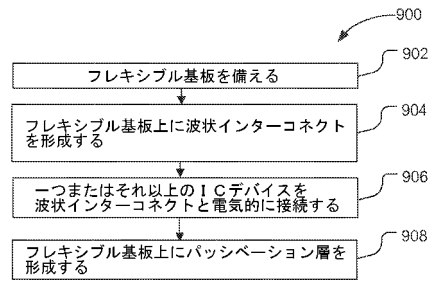 900
フレキシブル基板を備える
902
フレキシブル基板上に波状インターコネクト
を形成する
904
一つまたはそれ以上のICデバイスを
波状インターコネクトと電気的に接続する
906
フレキシブル基板上にパッシベーション層を
形成する
908